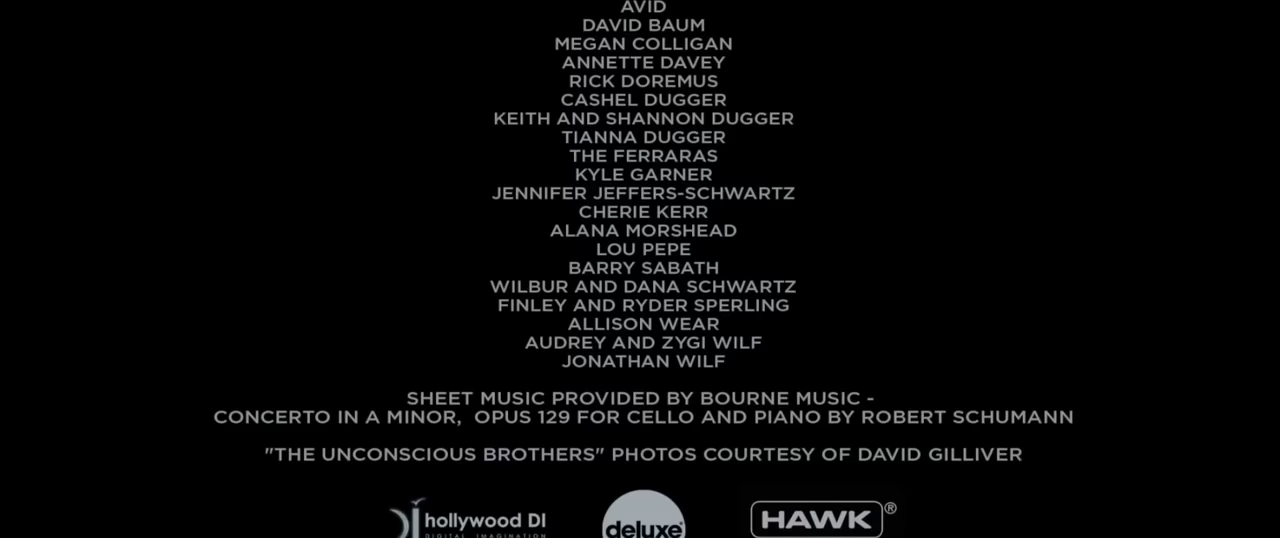 AVID
DAVID BAUM
MEGAN COLLIGAN
ANNETTE DAVEY
RICK DOREMUS
CASHEL DUGGER
KEITH AND SHANNON DUGGER
TIANNA DUGGER
THE FERRARAS
KYLE GARNER
JENNIFER JEFFERS-SCHWARTZ
CHERIE KERR
ALANA MORSHEAD
LOU PEPE
BARRY SABATH
WILBUR AND DANA SCHWARTZ
FINLEY AND RYDER SPERLING
ALLISON WEAR
AUDREY AND ZYGI WILF
JONATHAN WILF
SHEET MUSIC PROVIDED BY BOURNE MUSIC -
CONCERTO IN A MINOR, OPUS 129 FOR CELLO AND PIANO BY ROBERT SCHUMANN
"THE UNCONSCIOUS BROTHERS" PHOTOS COURTESY OF DAVID GILLIVER
hollywood DI
DIGITAL IMAGINATION
deluxe®
HAWK®